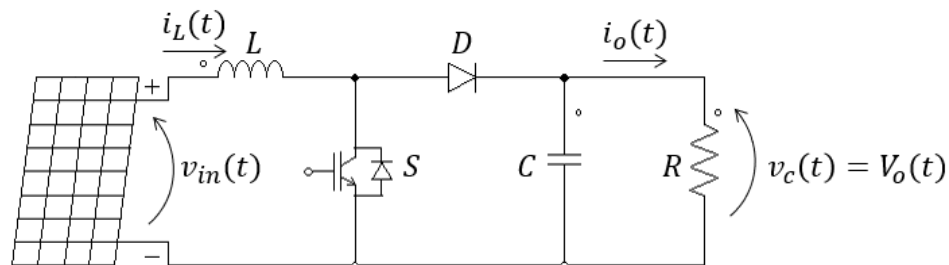 i_L(t)
L
D
i_o(t)
+
v_in(t)
S
C
R
v_c(t) = V_o(t)
−